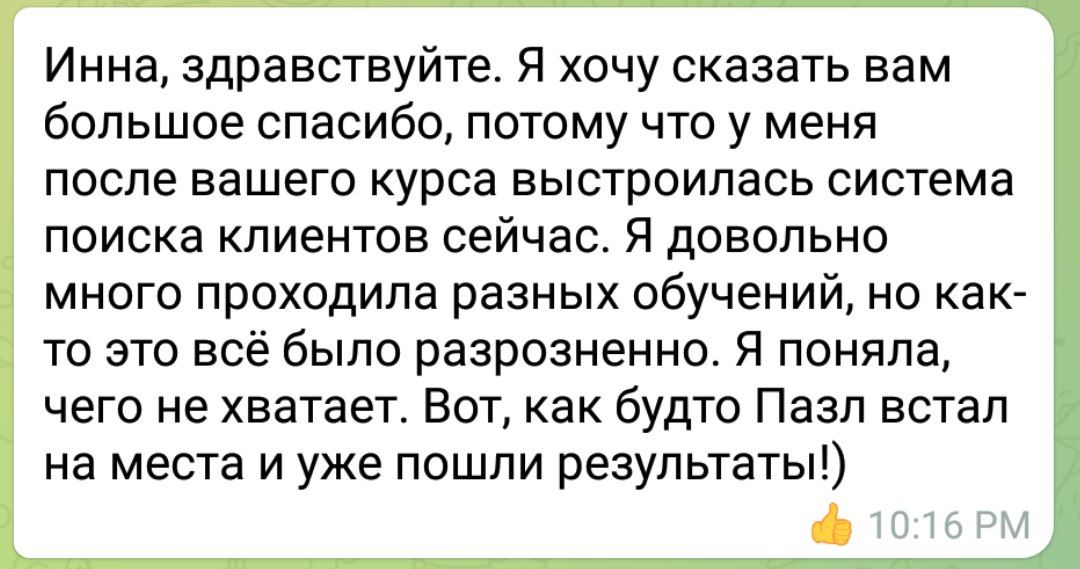 Инна, здравствуйте. Я хочу сказать вам
большое спасибо, потому что у меня
после вашего курса выстроилась система
поиска клиентов сейчас. Я довольно
много проходила разных обучений, но как-
то это всё было разрозненно. Я поняла,
чего не хватает. Вот, как будто Пазл встал
на места и уже пошли результаты!)
👍 10:16 PM